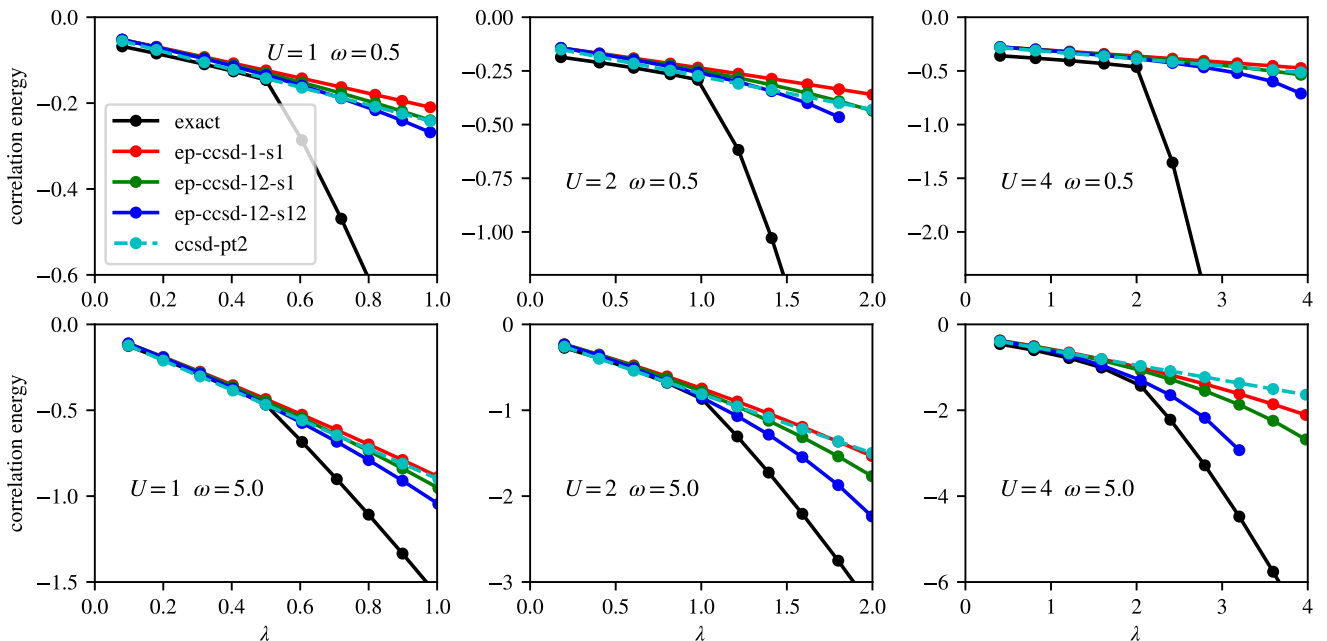 0.0
−0.2
−0.4
−0.6
correlation energy
0.0 0.2 0.4 0.6 0.8 1.0
U = 1 ω = 0.5
exact
ep-ccsd-1-s1
ep-ccsd-12-s1
ep-ccsd-12-s12
ccsd-pt2
0.00
−0.25
−0.50
−0.75
−1.00
0.0 0.5 1.0 1.5 2.0
U = 2 ω = 0.5
0.0
−0.5
−1.0
−1.5
−2.0
0 1 2 3 4
U = 4 ω = 0.5
0.0
−0.5
−1.0
−1.5
correlation energy
0.0 0.2 0.4 0.6 0.8 1.0
λ
U = 1 ω = 5.0
0
−1
−2
−3
0.0 0.5 1.0 1.5 2.0
λ
U = 2 ω = 5.0
0
−2
−4
−6
0 1 2 3 4
λ
U = 4 ω = 5.0